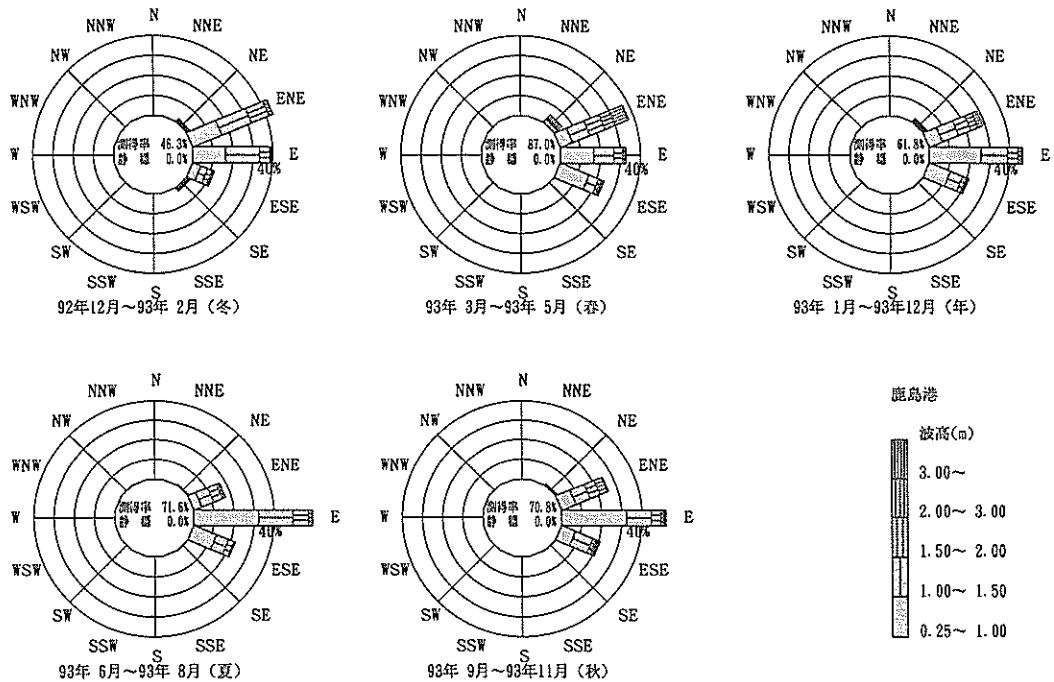 N
NNW NNE
NW NE
WNW ENE
測得率 46.3%
静 穏 0.0%
W E
40%
WSW ESE
SW SE
SSW SSE
S
92年12月～93年 2月（冬）
N
NNW NNE
NW NE
WNW ENE
測得率 87.0%
静 穏 0.0%
W E
40%
WSW ESE
SW SE
SSW SSE
S
93年 3月～93年 5月（春）
N
NNW NNE
NW NE
WNW ENE
測得率 61.8%
静 穏 0.0%
W E
40%
WSW ESE
SW SE
SSW SSE
S
93年 1月～93年12月（年）
N
NNW NNE
NW NE
WNW ENE
測得率 71.6%
静 穏 0.0%
W E
40%
WSW ESE
SW SE
SSW SSE
S
93年 6月～93年 8月（夏）
N
NNW NNE
NW NE
WNW ENE
測得率 70.8%
静 穏 0.0%
W E
40%
WSW ESE
SW SE
SSW SSE
S
93年 9月～93年11月（秋）
鹿島港
波高(m)
3.00～
2.00～ 3.00
1.50～ 2.00
1.00～ 1.50
0.25～ 1.00